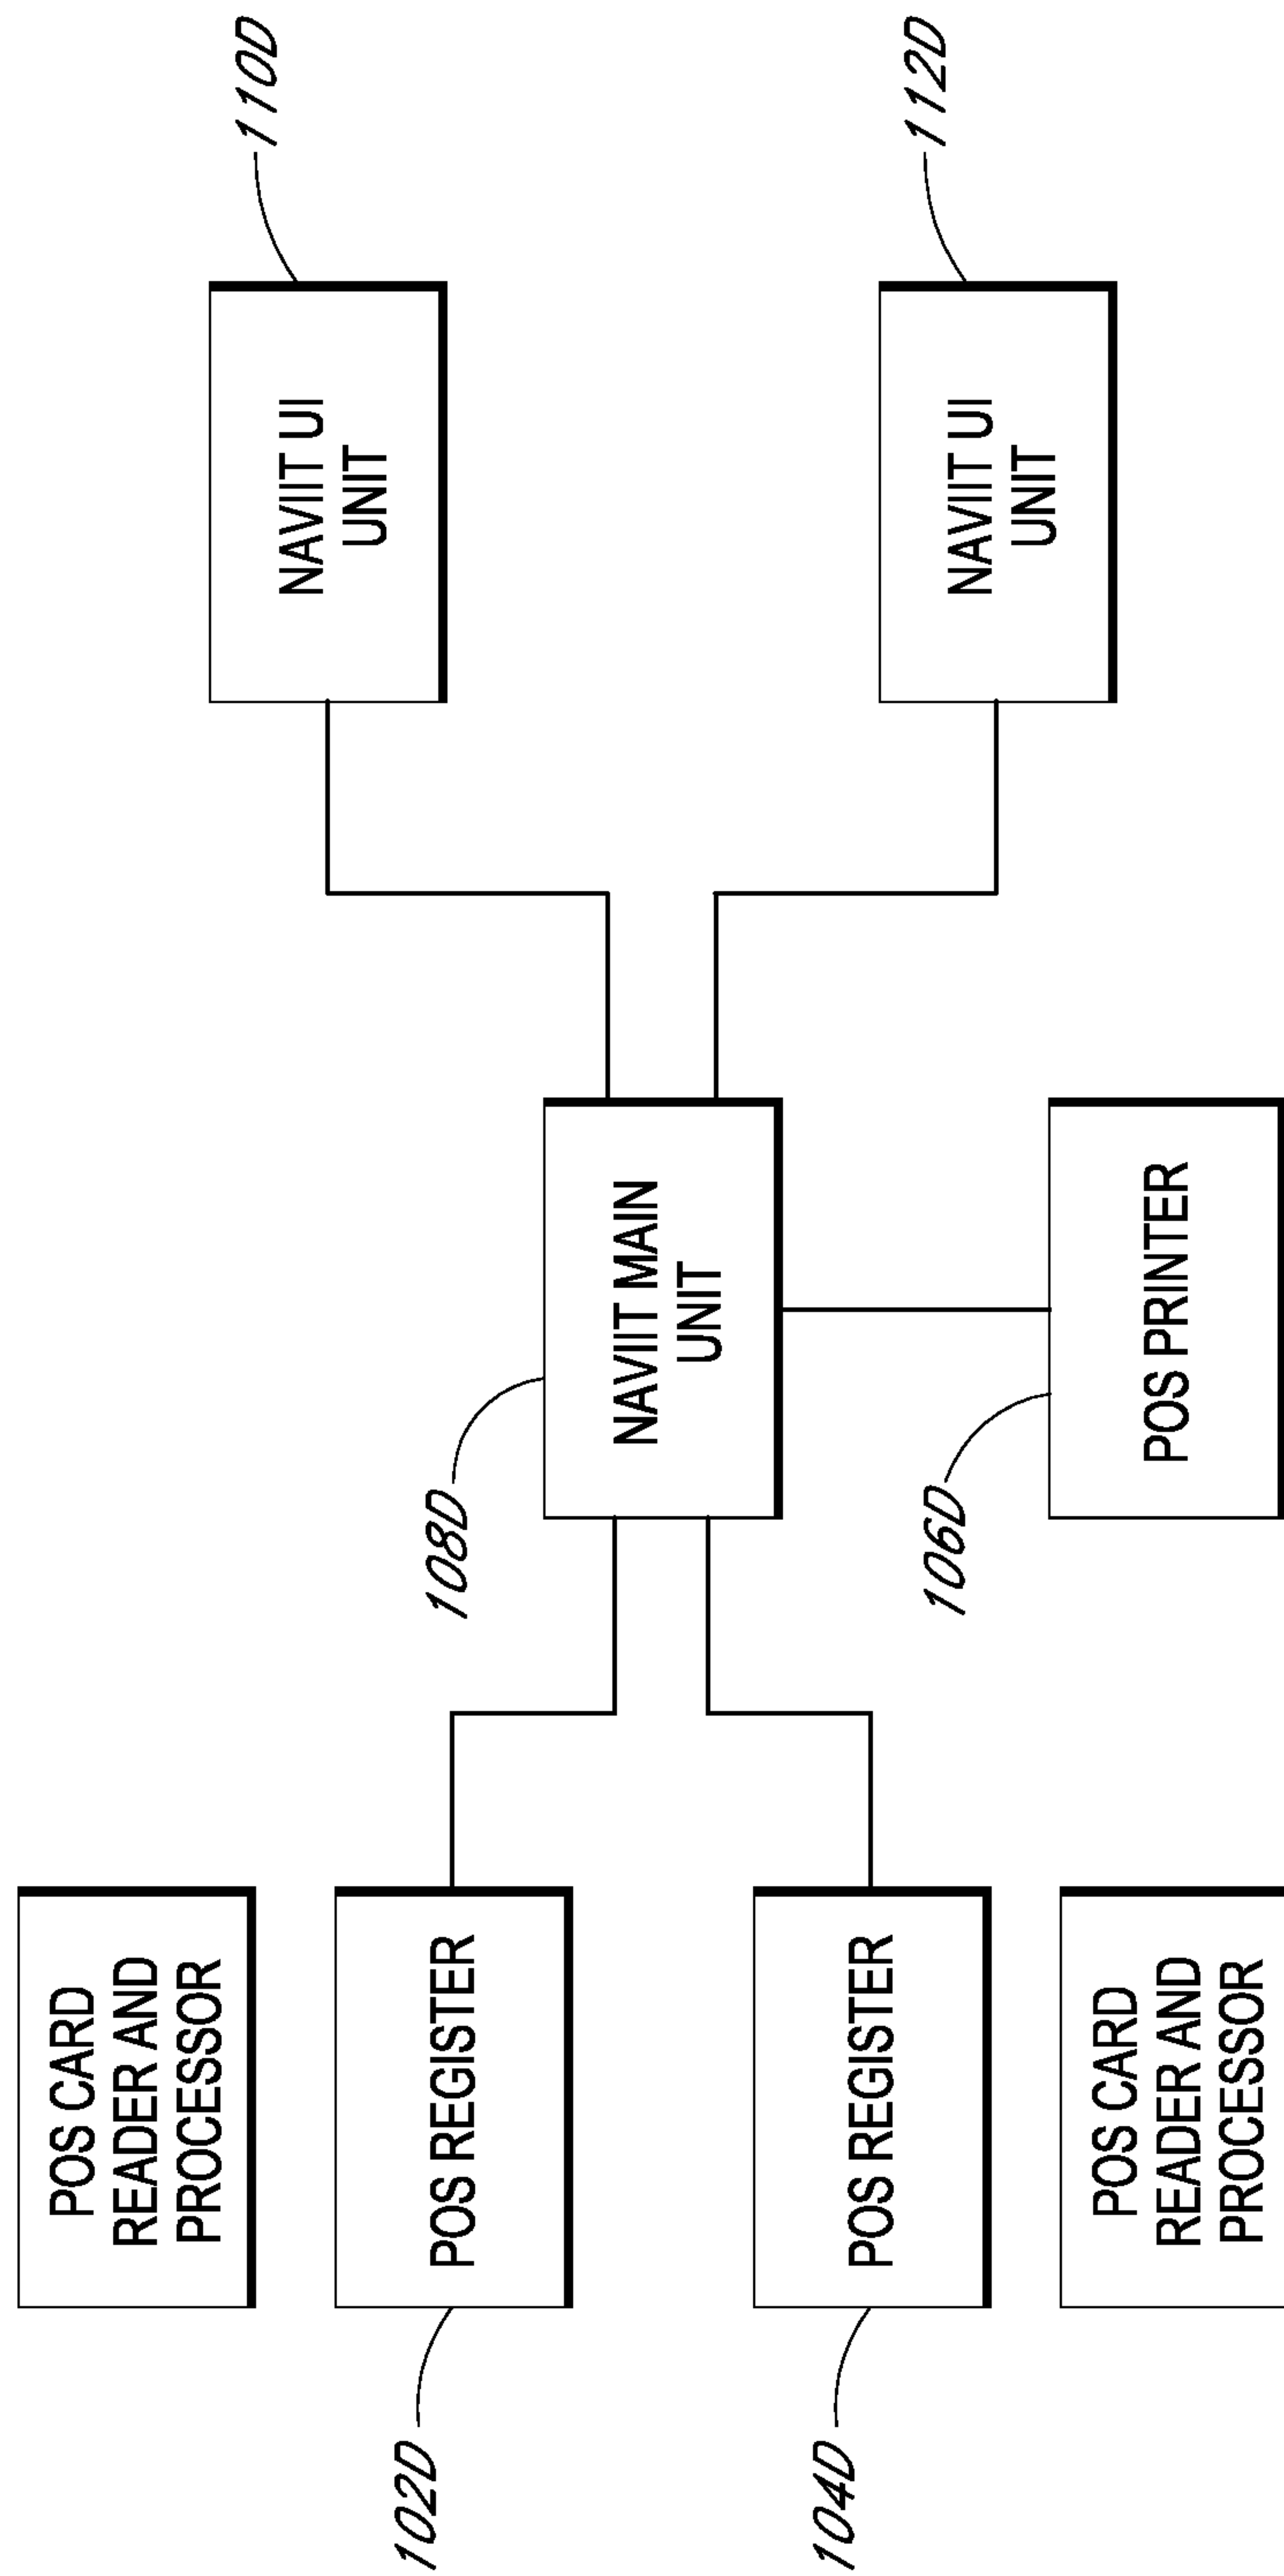 POS CARD
READER AND
PROCESSOR
POS REGISTER
102D
POS REGISTER
104D
POS CARD
READER AND
PROCESSOR
108D
NAVIIT MAIN
UNIT
106D
POS PRINTER
110D
NAVIIT UI
UNIT
112D
NAVIIT UI
UNIT